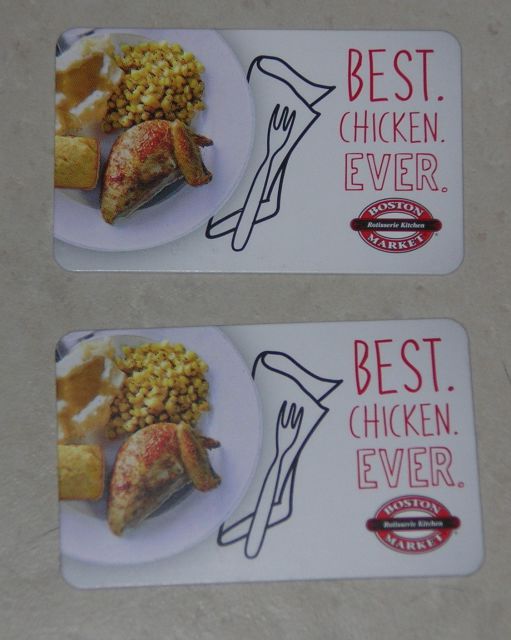 BEST.
CHICKEN.
EVER.
BOSTON
Rotisserie Kitchen
MARKET
BEST.
CHICKEN.
EVER.
BOSTON
Rotisserie Kitchen
MARKET